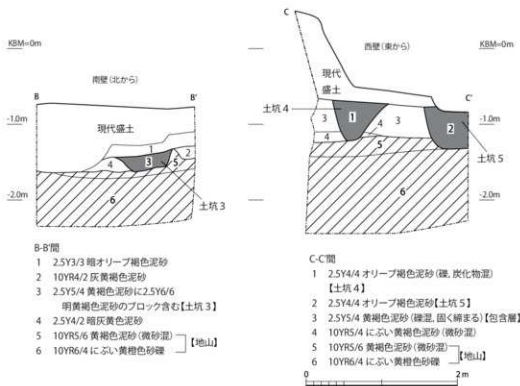 KBM=0m
南壁(北から)
B
B'
-1.0m
現代盛土
1
2
3
4
5
6
土坑 3
-2.0m
B-B'間
1 2.5Y3/3 暗オリーブ褐色泥砂
2 10YR4/2 灰黄褐色泥砂
3 2.5Y5/4 黄褐色泥砂に2.5Y6/6
明黄褐色泥砂のブロック含む【土坑 3】
4 2.5Y4/2 暗灰黄色泥砂
5 10YR5/6 黄褐色泥砂(微砂混)
6 10YR6/4 にぶい黄橙色砂礫
【地山】
C
西壁(東から)
KBM=0m
現代
盛土
土坑 4
C'
-1.0m
1
3
3
4
4
2
5
土坑 5
6
-2.0m
C-C'間
1 2.5Y4/4 オリーブ褐色泥砂(礫、炭化物混)
【土坑 4】
2 2.5Y4/4 オリーブ褐色泥砂【土坑 5】
3 2.5Y5/4 黄褐色泥砂(礫混、固く締まる)【包含層】
4 10YR5/4 にぶい黄褐色泥砂(微砂混)
5 10YR5/6 黄褐色泥砂(微砂混)
6 10YR6/4 にぶい黄橙色砂礫
【地山】
0
2 m